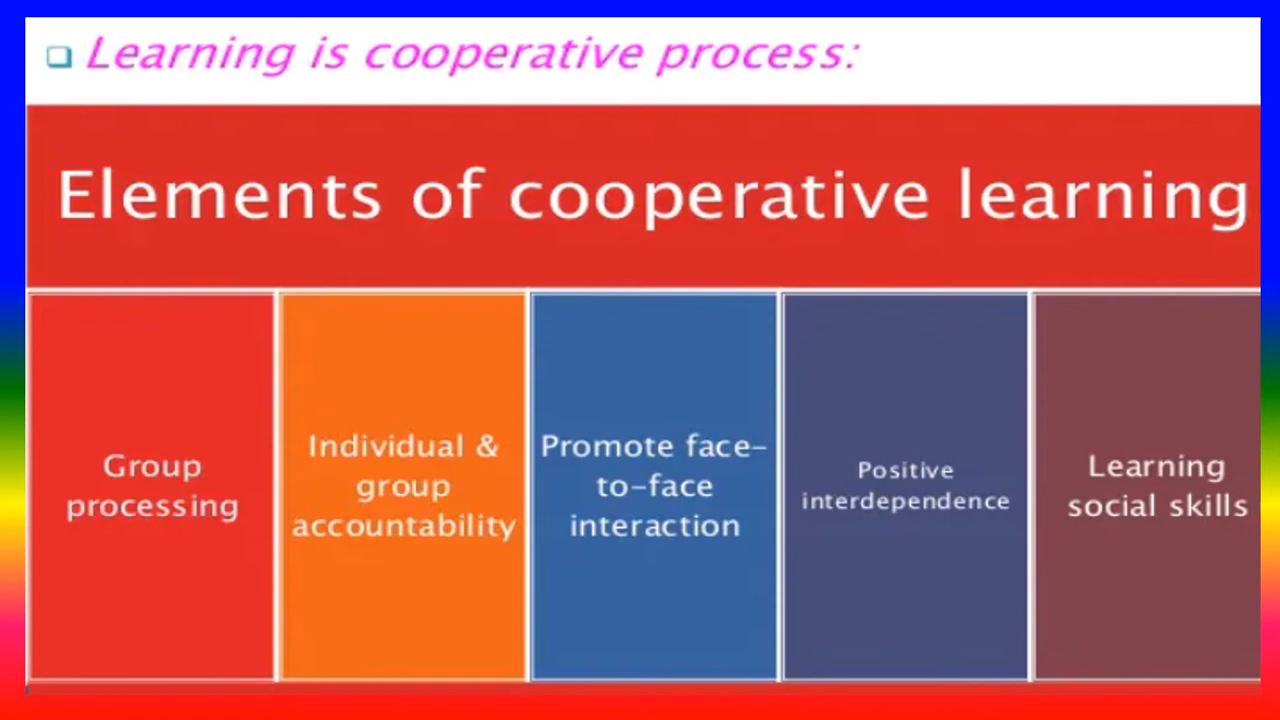 Learning is cooperative process:
Elements of cooperative learning
Group
processing
Individual &
group
accountability
Promote face-
to-face
interaction
Positive
interdependence
Learning
social skills